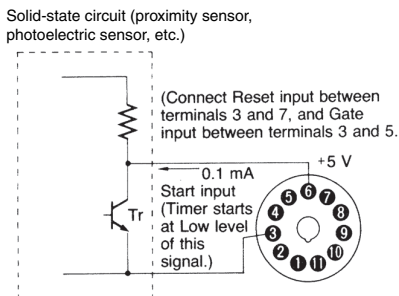 Solid-state circuit (proximity sensor,
photoelectric sensor, etc.)
(Connect Reset input between
terminals 3 and 7, and Gate
input between terminals 3 and 5.
+5 V
0.1 mA
Start input
(Timer starts
at Low level
of this
signal.)
Tr
1
2
3
4
5
6
7
8
9
10
11